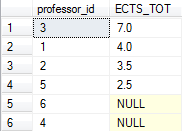 professor_id ECTS_TOT
1 3 7.0
2 1 4.0
3 2 3.5
4 5 2.5
5 6 NULL
6 4 NULL